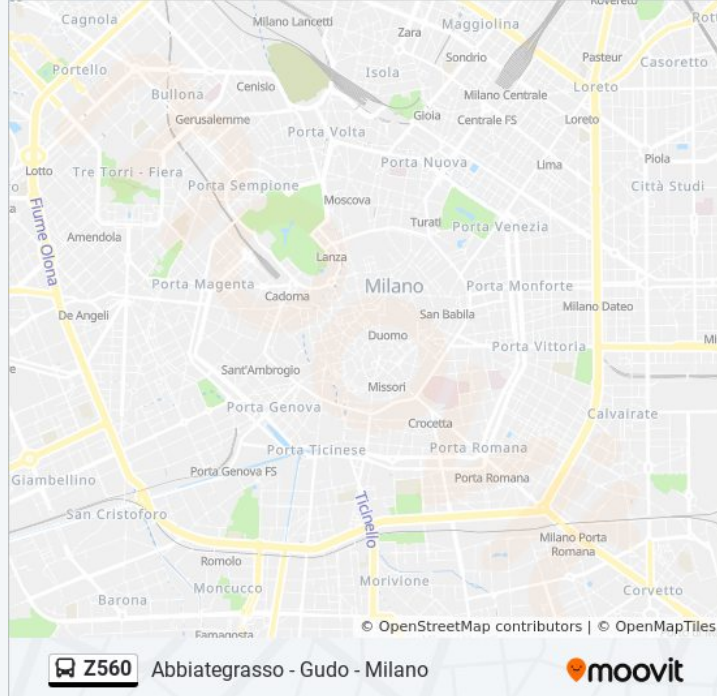 Cagnola
Milano Lancetti
Zara
Maggiolina
Rovereto
Sondrio
Pasteur
Casoretto
Portello
Isola
Cenisio
Bullona
Milano Centrale
Loreto
Gerusalemme
Gioia
Centrale FS
Loreto
Porta Volta
Lotto
Tre Torri - Fiera
Porta Nuova
Lima
Piola
Porta Sempione
Città Studi
Moscova
Fiume Olona
Turati
Porta Venezia
Amendola
Lanza
Porta Magenta
Milano
Porta Monforte
Cadorna
De Angeli
San Babila
Milano Dateo
Duomo
Porta Vittoria
Sant'Ambrogio
Missori
Porta Genova
Crocetta
Calvairate
Porta Ticinese
Porta Romana
Giambellino
Porta Genova FS
Porta Romana
San Cristoforo
Ticinello
Milano Porta
Romana
Romolo
Moncucco
Morivione
Corvetto
Barona
Famagosta
© OpenStreetMap contributors | © OpenMapTiles
Z560 Abbiategrasso - Gudo - Milano
moovit